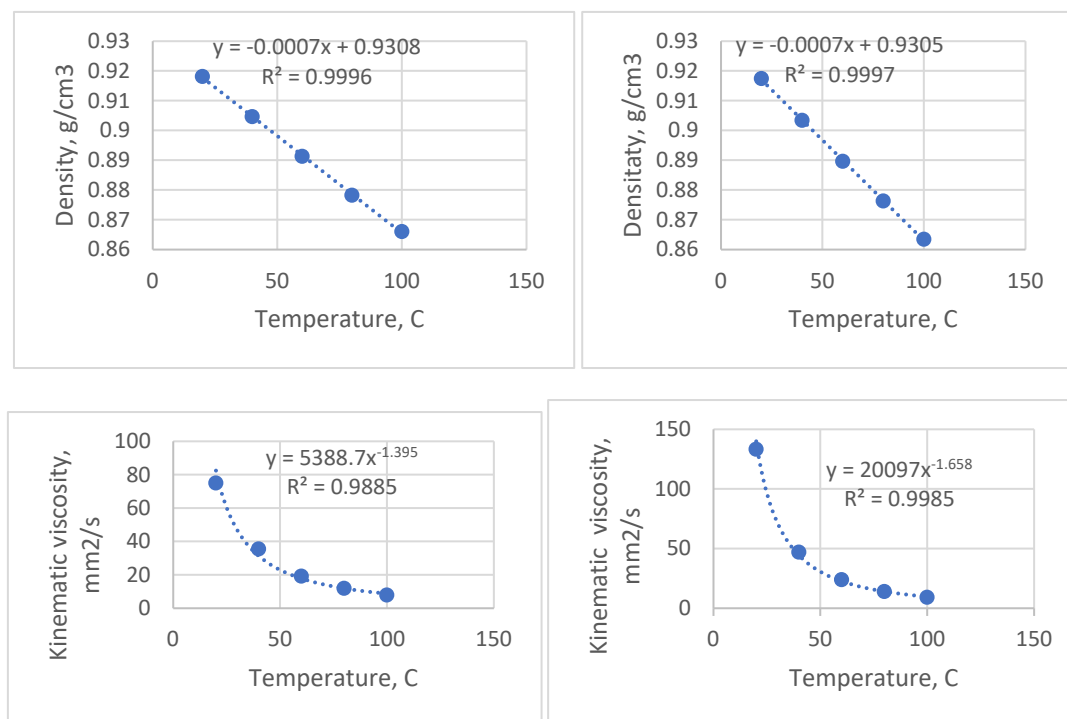 y = -0.0007x + 0.9308
R² = 0.9996
0.93
0.92
0.91
0.9
0.89
0.88
0.87
0.86
0
50
100
150
Density, g/cm3
Temperature, C
y = -0.0007x + 0.9305
R² = 0.9997
0.93
0.92
0.91
0.9
0.89
0.88
0.87
0.86
0
50
100
150
Densitaty, g/cm3
Temperature, C
y = 5388.7x^-1.395
R² = 0.9885
100
80
60
40
20
0
0
50
100
150
Kinematic viscosity,
mm2/s
Temperature, C
y = 20097x^-1.658
R² = 0.9985
150
100
50
0
0
50
100
150
Kinematic viscosity,
mm2/s
Temperature, C